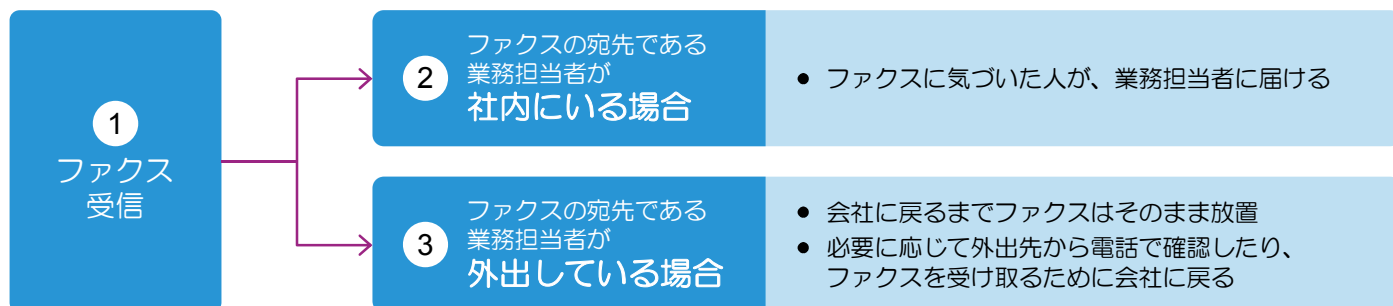 1
ファクス
受信
2
ファクスの宛先である
業務担当者が
社内にいる場合
● ファクスに気づいた人が、業務担当者に届ける
3
ファクスの宛先である
業務担当者が
外出している場合
● 会社に戻るまでファクスはそのまま放置
● 必要に応じて外出先から電話で確認したり、
ファクスを受け取るために会社に戻る